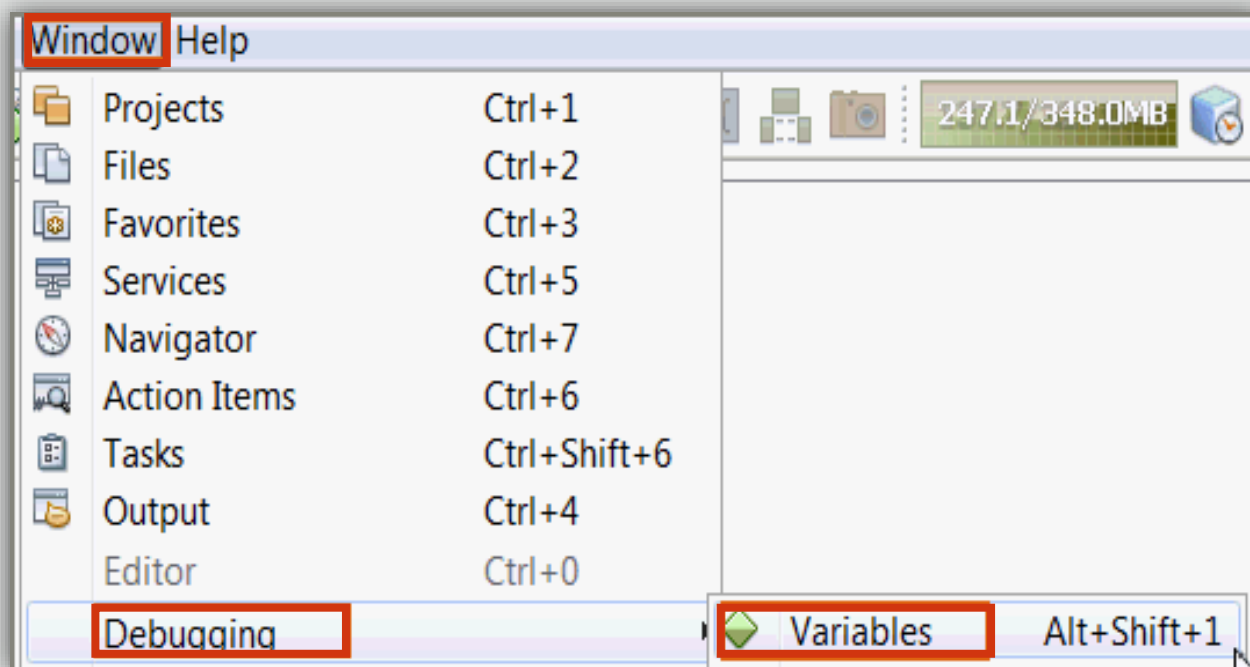 Window Help
Projects Ctrl+1
247.1/348.0MB
Files Ctrl+2
Favorites Ctrl+3
Services Ctrl+5
Navigator Ctrl+7
Action Items Ctrl+6
Tasks Ctrl+Shift+6
Output Ctrl+4
Editor Ctrl+0
Debugging
Variables Alt+Shift+1